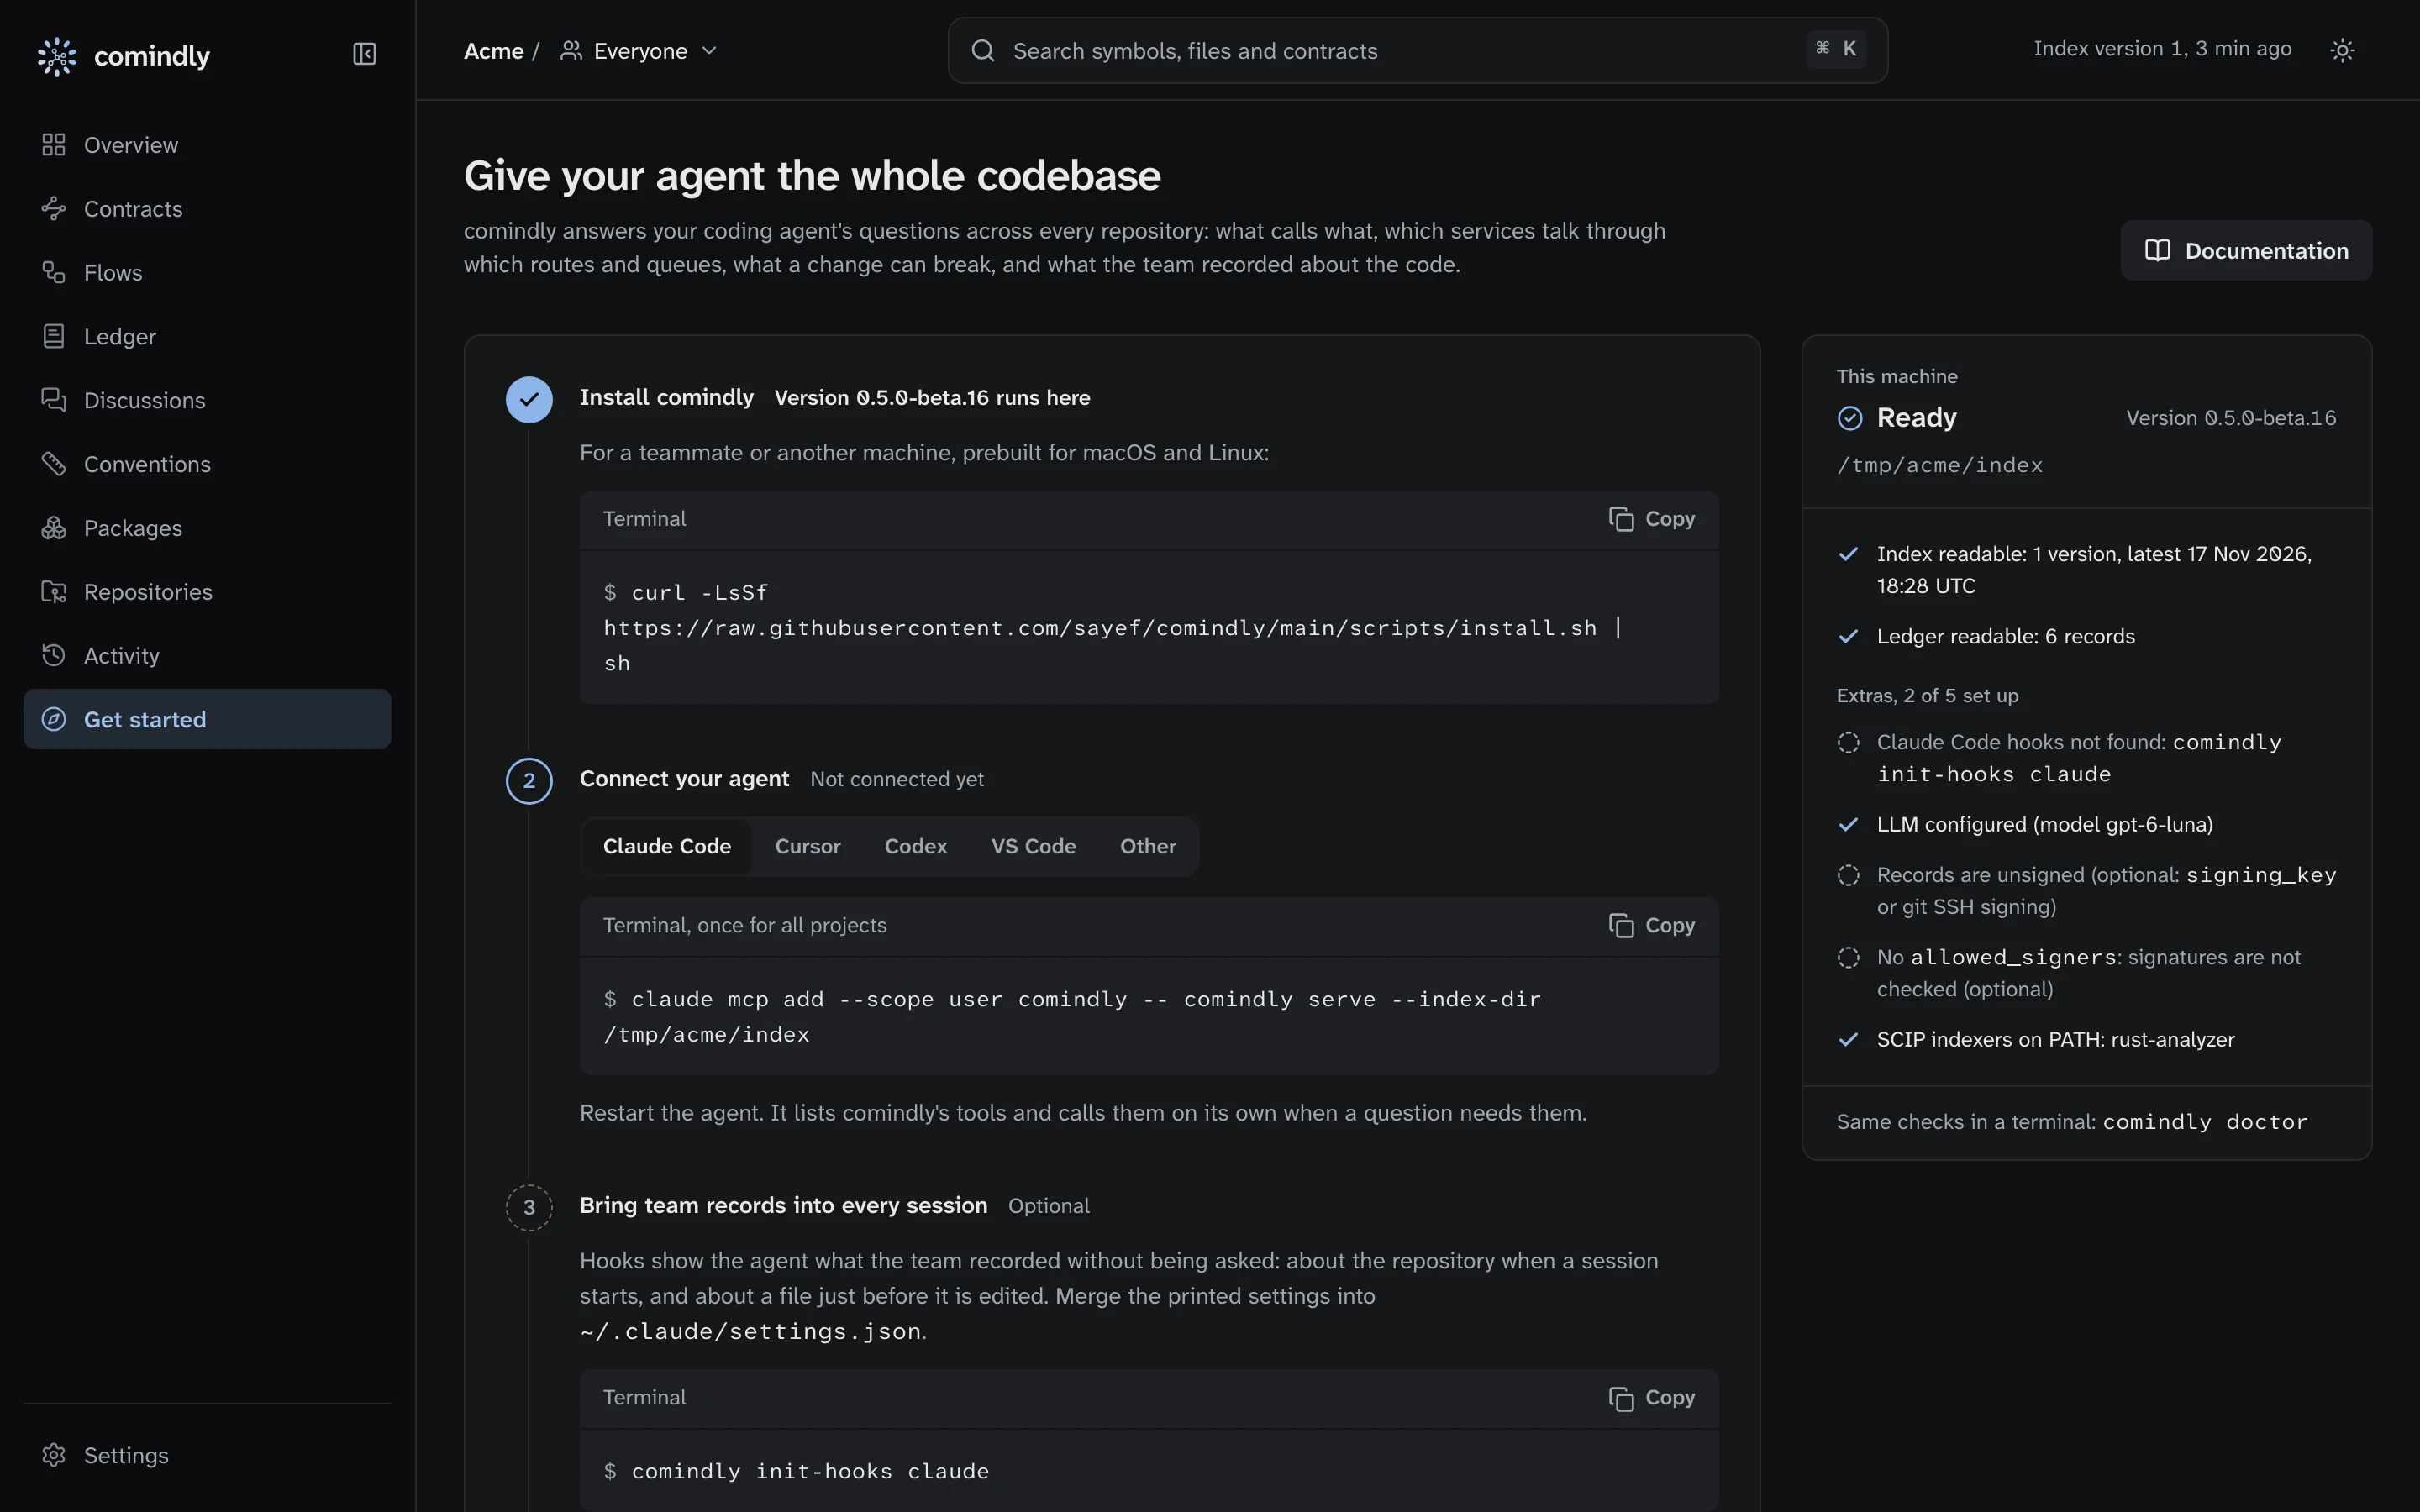 comindly
Overview
Contracts
Flows
Ledger
Discussions
Conventions
Packages
Repositories
Activity
Get started
Settings
Acme / Everyone
Search symbols, files and contracts
⌘ K
Index version 1, 3 min ago
Give your agent the whole codebase
comindly answers your coding agent's questions across every repository: what calls what, which services talk through
which routes and queues, what a change can break, and what the team recorded about the code.
Documentation
Install comindly Version 0.5.0-beta.16 runs here
For a teammate or another machine, prebuilt for macOS and Linux:
Terminal
Copy
$ curl -LsSf
https://raw.githubusercontent.com/sayef/comindly/main/scripts/install.sh |
sh
2
Connect your agent Not connected yet
Claude Code Cursor Codex VS Code Other
Terminal, once for all projects
Copy
$ claude mcp add --scope user comindly -- comindly serve --index-dir
/tmp/acme/index
Restart the agent. It lists comindly's tools and calls them on its own when a question needs them.
3
Bring team records into every session Optional
Hooks show the agent what the team recorded without being asked: about the repository when a session
starts, and about a file just before it is edited. Merge the printed settings into
~/.claude/settings.json.
Terminal
Copy
$ comindly init-hooks claude
This machine
Ready
Version 0.5.0-beta.16
/tmp/acme/index
Index readable: 1 version, latest 17 Nov 2026,
18:28 UTC
Ledger readable: 6 records
Extras, 2 of 5 set up
Claude Code hooks not found: comindly
init-hooks claude
LLM configured (model gpt-6-luna)
Records are unsigned (optional: signing_key
or git SSH signing)
No allowed_signers: signatures are not
checked (optional)
SCIP indexers on PATH: rust-analyzer
Same checks in a terminal: comindly doctor